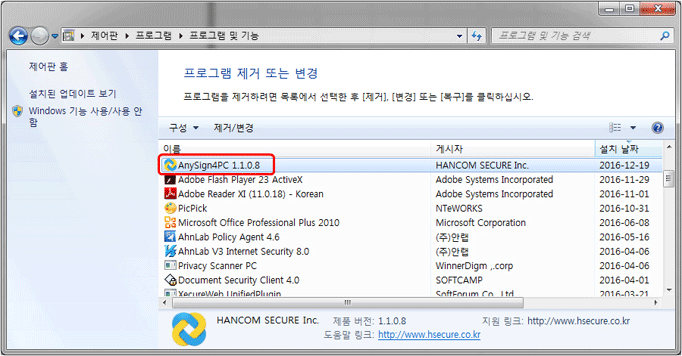 제어판 ▸ 프로그램 ▸ 프로그램 및 기능
프로그램 및 기능 검색
제어판 홈
설치된 업데이트 보기
Windows 기능 사용/사용 안
함
프로그램 제거 또는 변경
프로그램을 제거하려면 목록에서 선택한 후 [제거], [변경] 또는 [복구]를 클릭하십시오.
구성 제거/변경
이름 게시자 설치 날짜
AnySign4PC 1.1.0.8 HANCOM SECURE Inc. 2016-12-19
Adobe Flash Player 23 ActiveX Adobe Systems Incorporated 2016-11-29
Adobe Reader XI (11.0.18) - Korean Adobe Systems Incorporated 2016-11-01
PicPick NTeWORKS 2016-10-31
Microsoft Office Professional Plus 2010 Microsoft Corporation 2016-06-08
AhnLab Policy Agent 4.6 (주)안랩 2016-05-16
AhnLab V3 Internet Security 8.0 (주)안랩 2016-04-06
Privacy Scanner PC WinnerDigm ,.corp 2016-04-06
Document Security Client 4.0 SOFTCAMP 2016-04-06
XecureWeb UnifiedPlugin SoftForum Co., Ltd. 2016-03-21
HANCOM SECURE Inc. 제품 버전: 1.1.0.8 지원 링크: http://www.hsecure.co.kr
도움말 링크: http://www.hsecure.co.kr